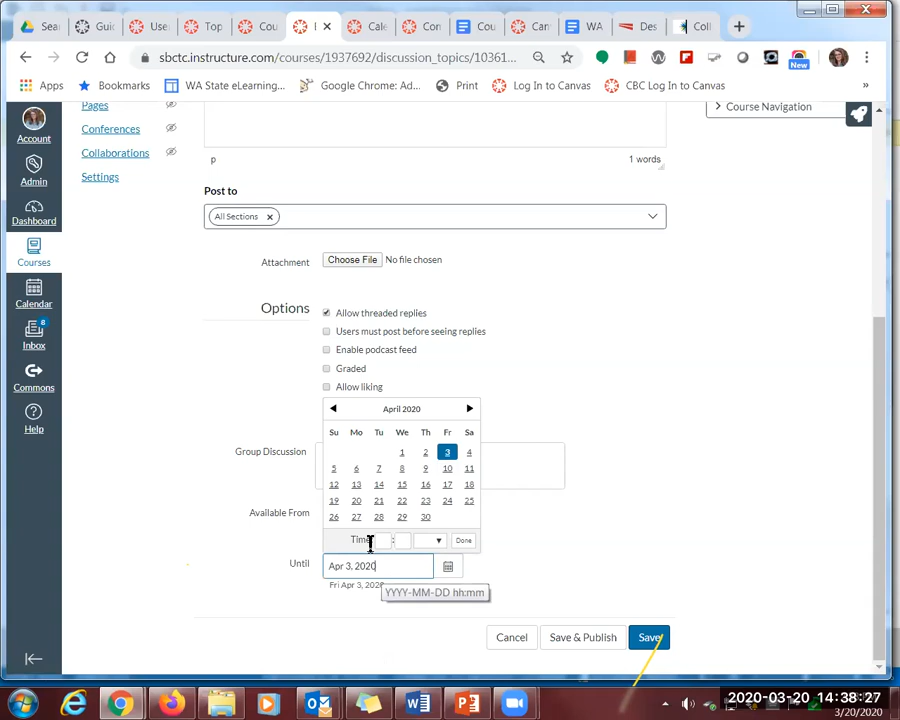 Sea
Guic
Use
Top
Cou
E
Cale
Con
Cou
Can
WA
Des
Coll
sbctc.instructure.com/courses/1937692/discussion_topics/10361...
New
Apps
Bookmarks
WA State eLearning...
Google Chrome: Ad...
Print
Log In to Canvas
CBC Log In to Canvas
»
Account
Admin
Dashboard
Courses
Calendar
6
Inbox
Commons
Help
Pages
Conferences
Collaborations
Settings
Course Navigation
p
1 words
Post to
All Sections
Attachment
Choose File
No file chosen
Options
Allow threaded replies
Users must post before seeing replies
Enable podcast feed
Graded
Allow liking
April 2020
Su Mo Tu We Th Fr Sa
1 2 3 4
5 6 7 8 9 10 11
12 13 14 15 16 17 18
19 20 21 22 23 24 25
26 27 28 29 30
Time
:
Done
Group Discussion
Available From
Until
Apr 3, 2020
Fri Apr 3, 2020
YYYY-MM-DD hh:mm
Cancel
Save & Publish
Save
2020-03-20 14:38:27
3/20/2020